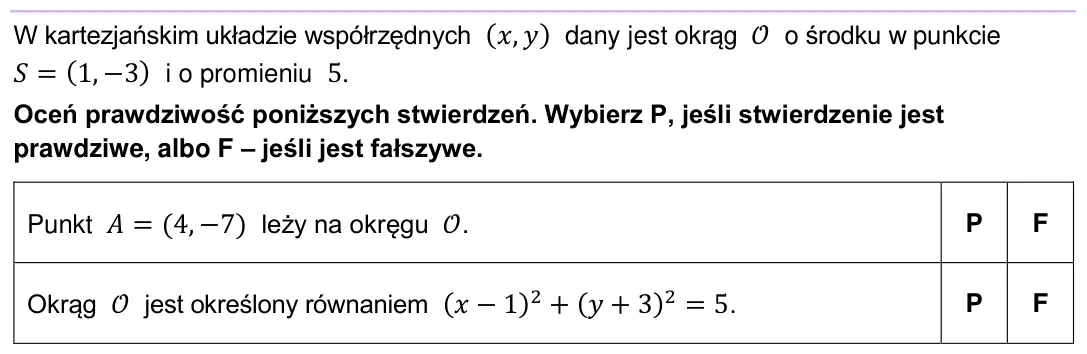 W kartezjańskim układzie współrzędnych (x, y) dany jest okrąg 𝒪 o środku w punkcie
S = (1, −3) i o promieniu 5.
Oceń prawdziwość poniższych stwierdzeń. Wybierz P, jeśli stwierdzenie jest
prawdziwe, albo F – jeśli jest fałszywe.
Punkt A = (4, −7) leży na okręgu 𝒪. P F
Okrąg 𝒪 jest określony równaniem (x − 1)² + (y + 3)² = 5. P F